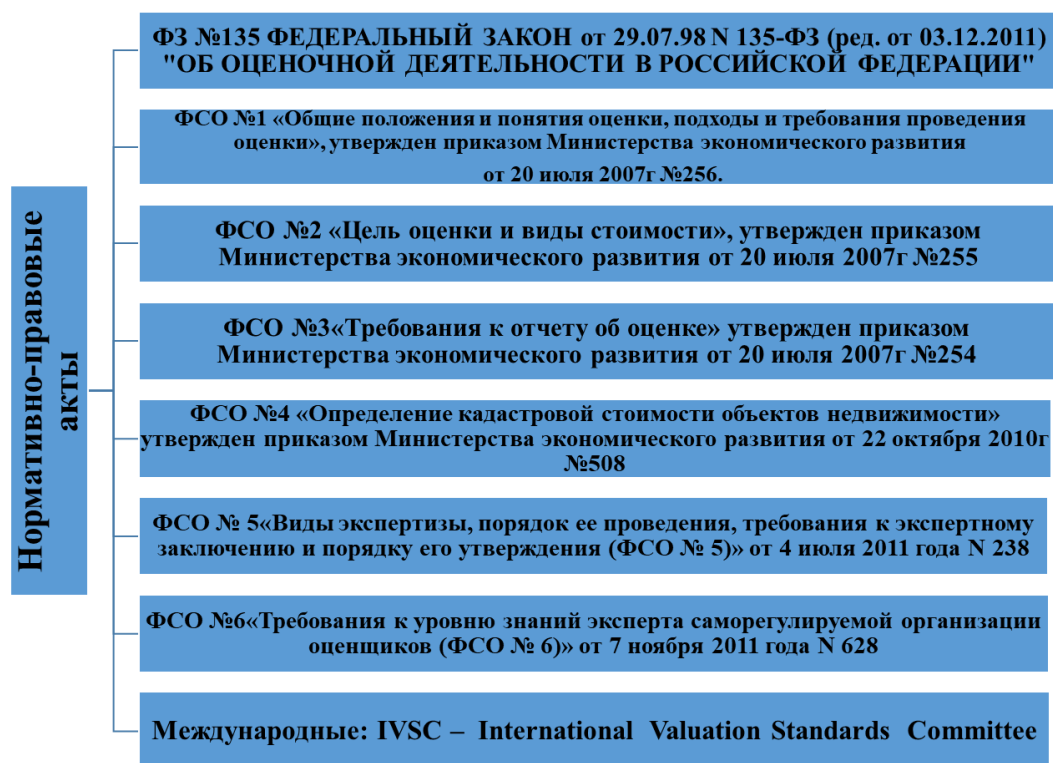 Нормативно-правовые
акты
ФЗ №135 ФЕДЕРАЛЬНЫЙ ЗАКОН от 29.07.98 N 135-ФЗ (ред. от 03.12.2011)
"ОБ ОЦЕНОЧНОЙ ДЕЯТЕЛЬНОСТИ В РОССИЙСКОЙ ФЕДЕРАЦИИ"
ФСО №1 «Общие положения и понятия оценки, подходы и требования проведения
оценки», утвержден приказом Министерства экономического развития
от 20 июля 2007г №256.
ФСО №2 «Цель оценки и виды стоимости», утвержден приказом
Министерства экономического развития от 20 июля 2007г №255
ФСО №3«Требования к отчету об оценке» утвержден приказом
Министерства экономического развития от 20 июля 2007г №254
ФСО №4 «Определение кадастровой стоимости объектов недвижимости»
утвержден приказом Министерства экономического развития от 22 октября 2010г
№508
ФСО № 5«Виды экспертизы, порядок ее проведения, требования к экспертному
заключению и порядку его утверждения (ФСО № 5)» от 4 июля 2011 года N 238
ФСО №6«Требования к уровню знаний эксперта саморегулируемой организации
оценщиков (ФСО № 6)» от 7 ноября 2011 года N 628
Международные: IVSC – International Valuation Standards Committee